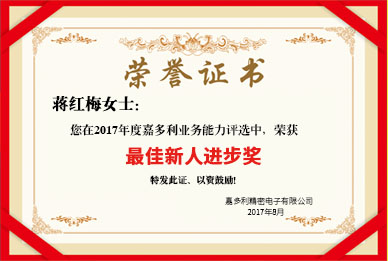 荣誉证书
蒋红梅女士:
您在2017年度嘉多利业务能力评选中，荣获
最佳新人进步奖
特发此证，以资鼓励!
嘉多利精密电子有限公司
2017年8月